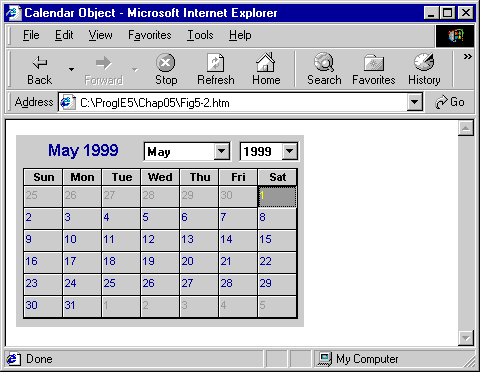 Calendar Object - Microsoft Internet Explorer
File Edit View Favorites Tools Help
Back Forward Stop Refresh Home Search Favorites History »
Address C:\ProgIE5\Chap05\Fig5-2.htm Go
May 1999 May 1999
Sun Mon Tue Wed Thu Fri Sat
25 26 27 28 29 30 1
2 3 4 5 6 7 8
9 10 11 12 13 14 15
16 17 18 19 20 21 22
23 24 25 26 27 28 29
30 31 1 2 3 4 5
Done My Computer